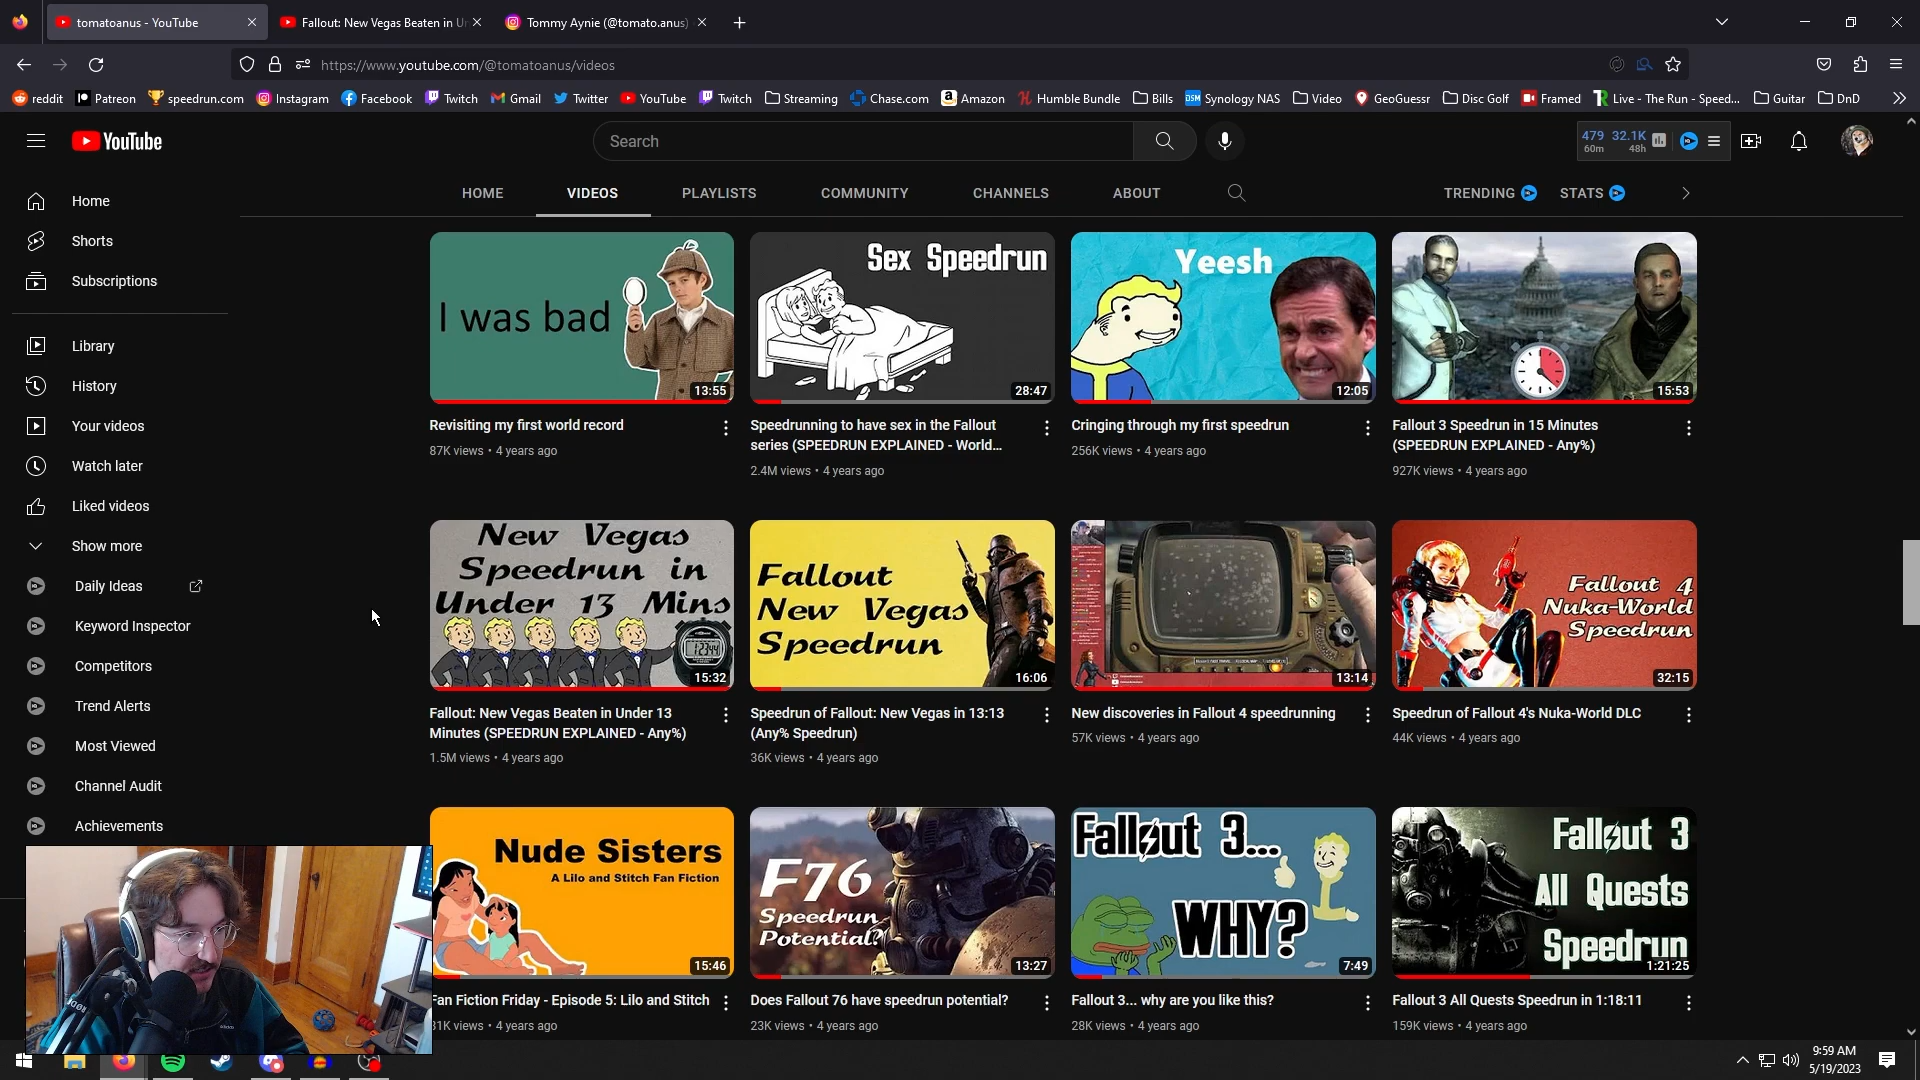 tomatoanus - YouTube
Fallout: New Vegas Beaten in Un
Tommy Aynie (@tomato.anus)
https://www.youtube.com/@tomatoanus/videos
reddit
Patreon
speedrun.com
Instagram
Facebook
Twitch
Gmail
Twitter
YouTube
Twitch
Streaming
Chase.com
Amazon
Humble Bundle
Bills
DSM
Synology NAS
Video
GeoGuessr
Disc Golf
Framed
Live - The Run - Speed...
Guitar
DnD
YouTube
Search
479
60m
32.1K
48h
HOME
VIDEOS
PLAYLISTS
COMMUNITY
CHANNELS
ABOUT
TRENDING
STATS
Home
Shorts
Subscriptions
Library
History
Your videos
Watch later
Liked videos
Show more
Daily Ideas
Keyword Inspector
Competitors
Trend Alerts
Most Viewed
Channel Audit
Achievements
I was bad
13:55
Revisiting my first world record
87K views • 4 years ago
Sex Speedrun
28:47
Speedrunning to have sex in the Fallout
series (SPEEDRUN EXPLAINED - World...
2.4M views • 4 years ago
Yeesh
12:05
Cringing through my first speedrun
256K views • 4 years ago
15:53
Fallout 3 Speedrun in 15 Minutes
(SPEEDRUN EXPLAINED - Any%)
927K views • 4 years ago
New Vegas
Speedrun in
Under 13 Mins
15:32
Fallout: New Vegas Beaten in Under 13
Minutes (SPEEDRUN EXPLAINED - Any%)
1.5M views • 4 years ago
Fallout
New Vegas
Speedrun
16:06
Speedrun of Fallout: New Vegas in 13:13
(Any% Speedrun)
36K views • 4 years ago
13:14
New discoveries in Fallout 4 speedrunning
57K views • 4 years ago
Fallout 4
Nuka-World
Speedrun
32:15
Speedrun of Fallout 4's Nuka-World DLC
44K views • 4 years ago
Nude Sisters
A Lilo and Stitch Fan Fiction
15:46
Fan Fiction Friday - Episode 5: Lilo and Stitch
31K views • 4 years ago
F76
Speedrun
Potential?
13:27
Does Fallout 76 have speedrun potential?
23K views • 4 years ago
Fallout 3...
WHY?
7:49
Fallout 3... why are you like this?
28K views • 4 years ago
Fallout 3
All Quests
Speedrun
1:21:25
Fallout 3 All Quests Speedrun in 1:18:11
159K views • 4 years ago
9:59 AM
5/19/2023